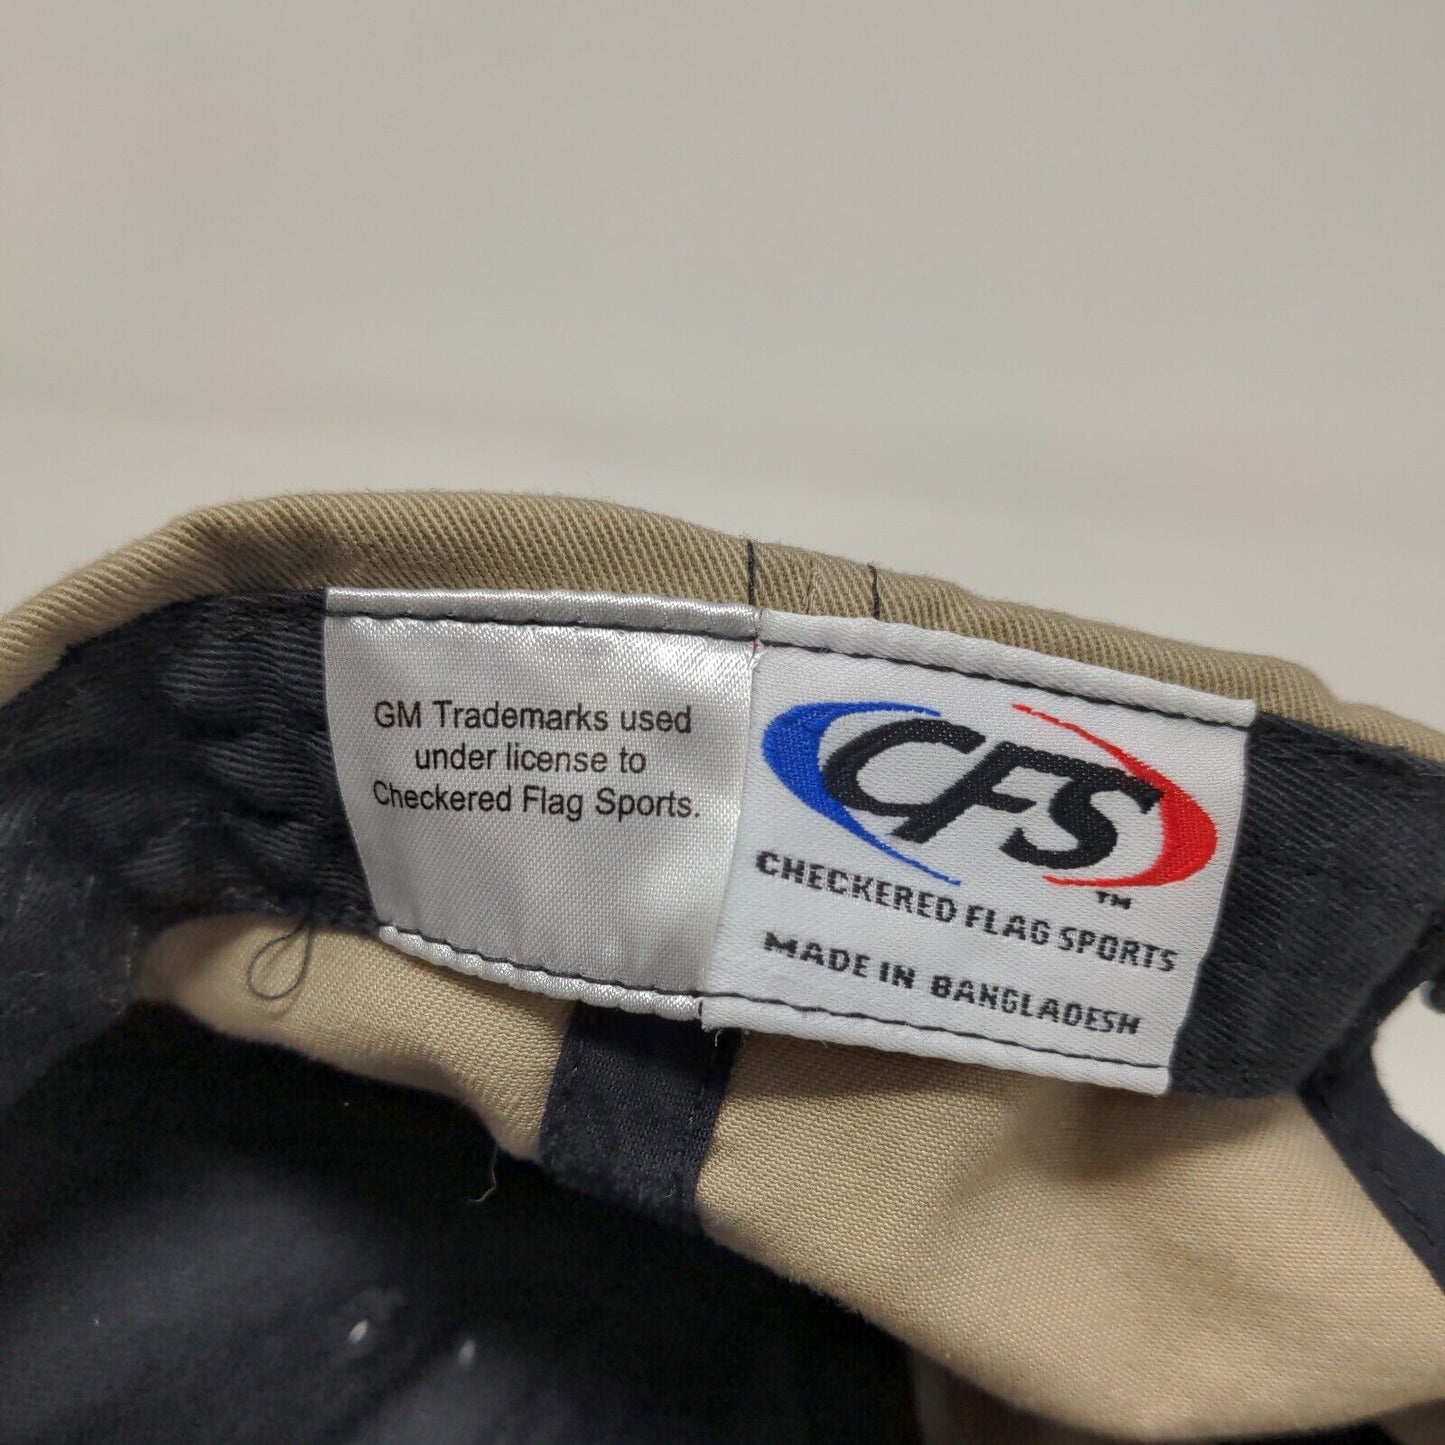 GM Trademarks used
under license to
Checkered Flag Sports.
CFS
TM
CHECKERED FLAG SPORTS
MADE IN BANGLADESH